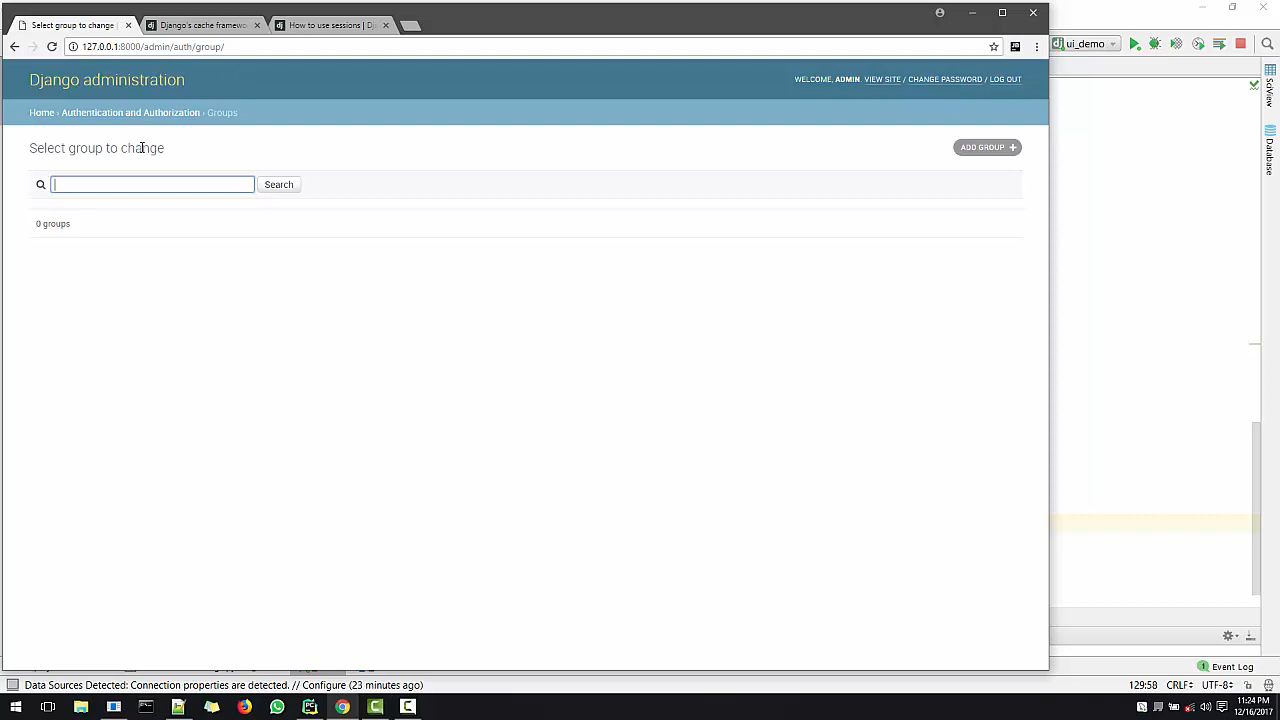 Select group to change
Django's cache framewo
How to use sessions | Dj
127.0.0.1:8000/admin/auth/group/
ui_demo
Django administration
WELCOME, ADMIN. VIEW SITE / CHANGE PASSWORD / LOG OUT
Home › Authentication and Authorization › Groups
Select group to change
ADD GROUP +
Search
0 groups
SciView
Database
1 Event Log
Data Sources Detected: Connection properties are detected. // Configure (23 minutes ago)
129:58 CRLF UTF-8
11:24 PM
12/16/2017